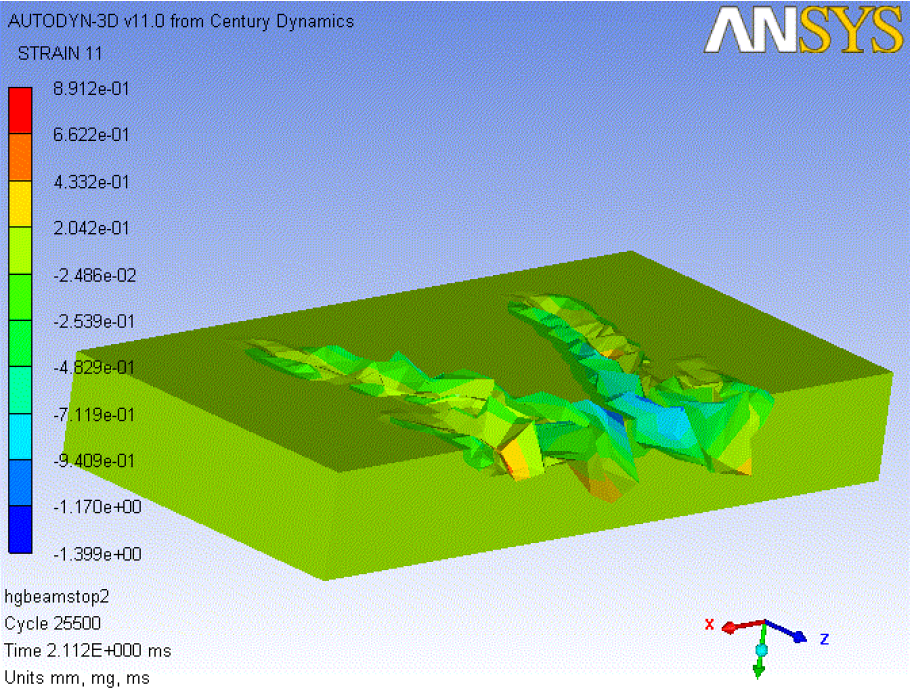 AUTODYN-3D v11.0 from Century Dynamics
ANSYS
STRAIN 11
8.912e-01
6.622e-01
4.332e-01
2.042e-01
-2.486e-02
-2.539e-01
-4.829e-01
-7.119e-01
-9.409e-01
-1.170e+00
-1.399e+00
hgbeamstop2
Cycle 25500
Time 2.112E+000 ms
Units mm, mg, ms
X
Z